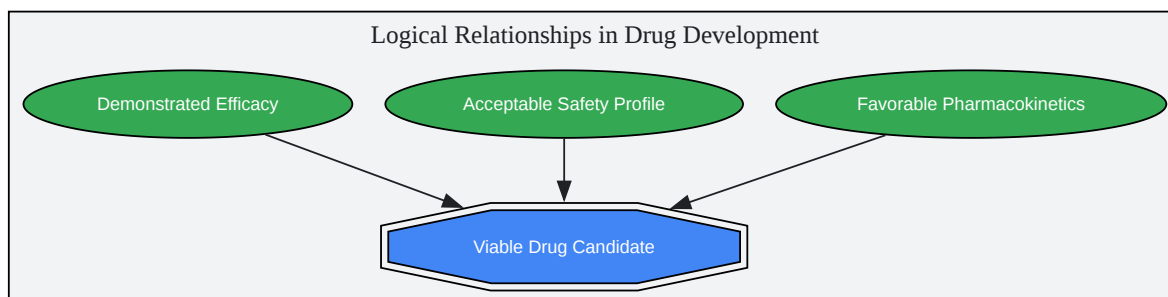 Logical Relationships in Drug Development
Demonstrated Efficacy
Acceptable Safety Profile
Favorable Pharmacokinetics
Viable Drug Candidate